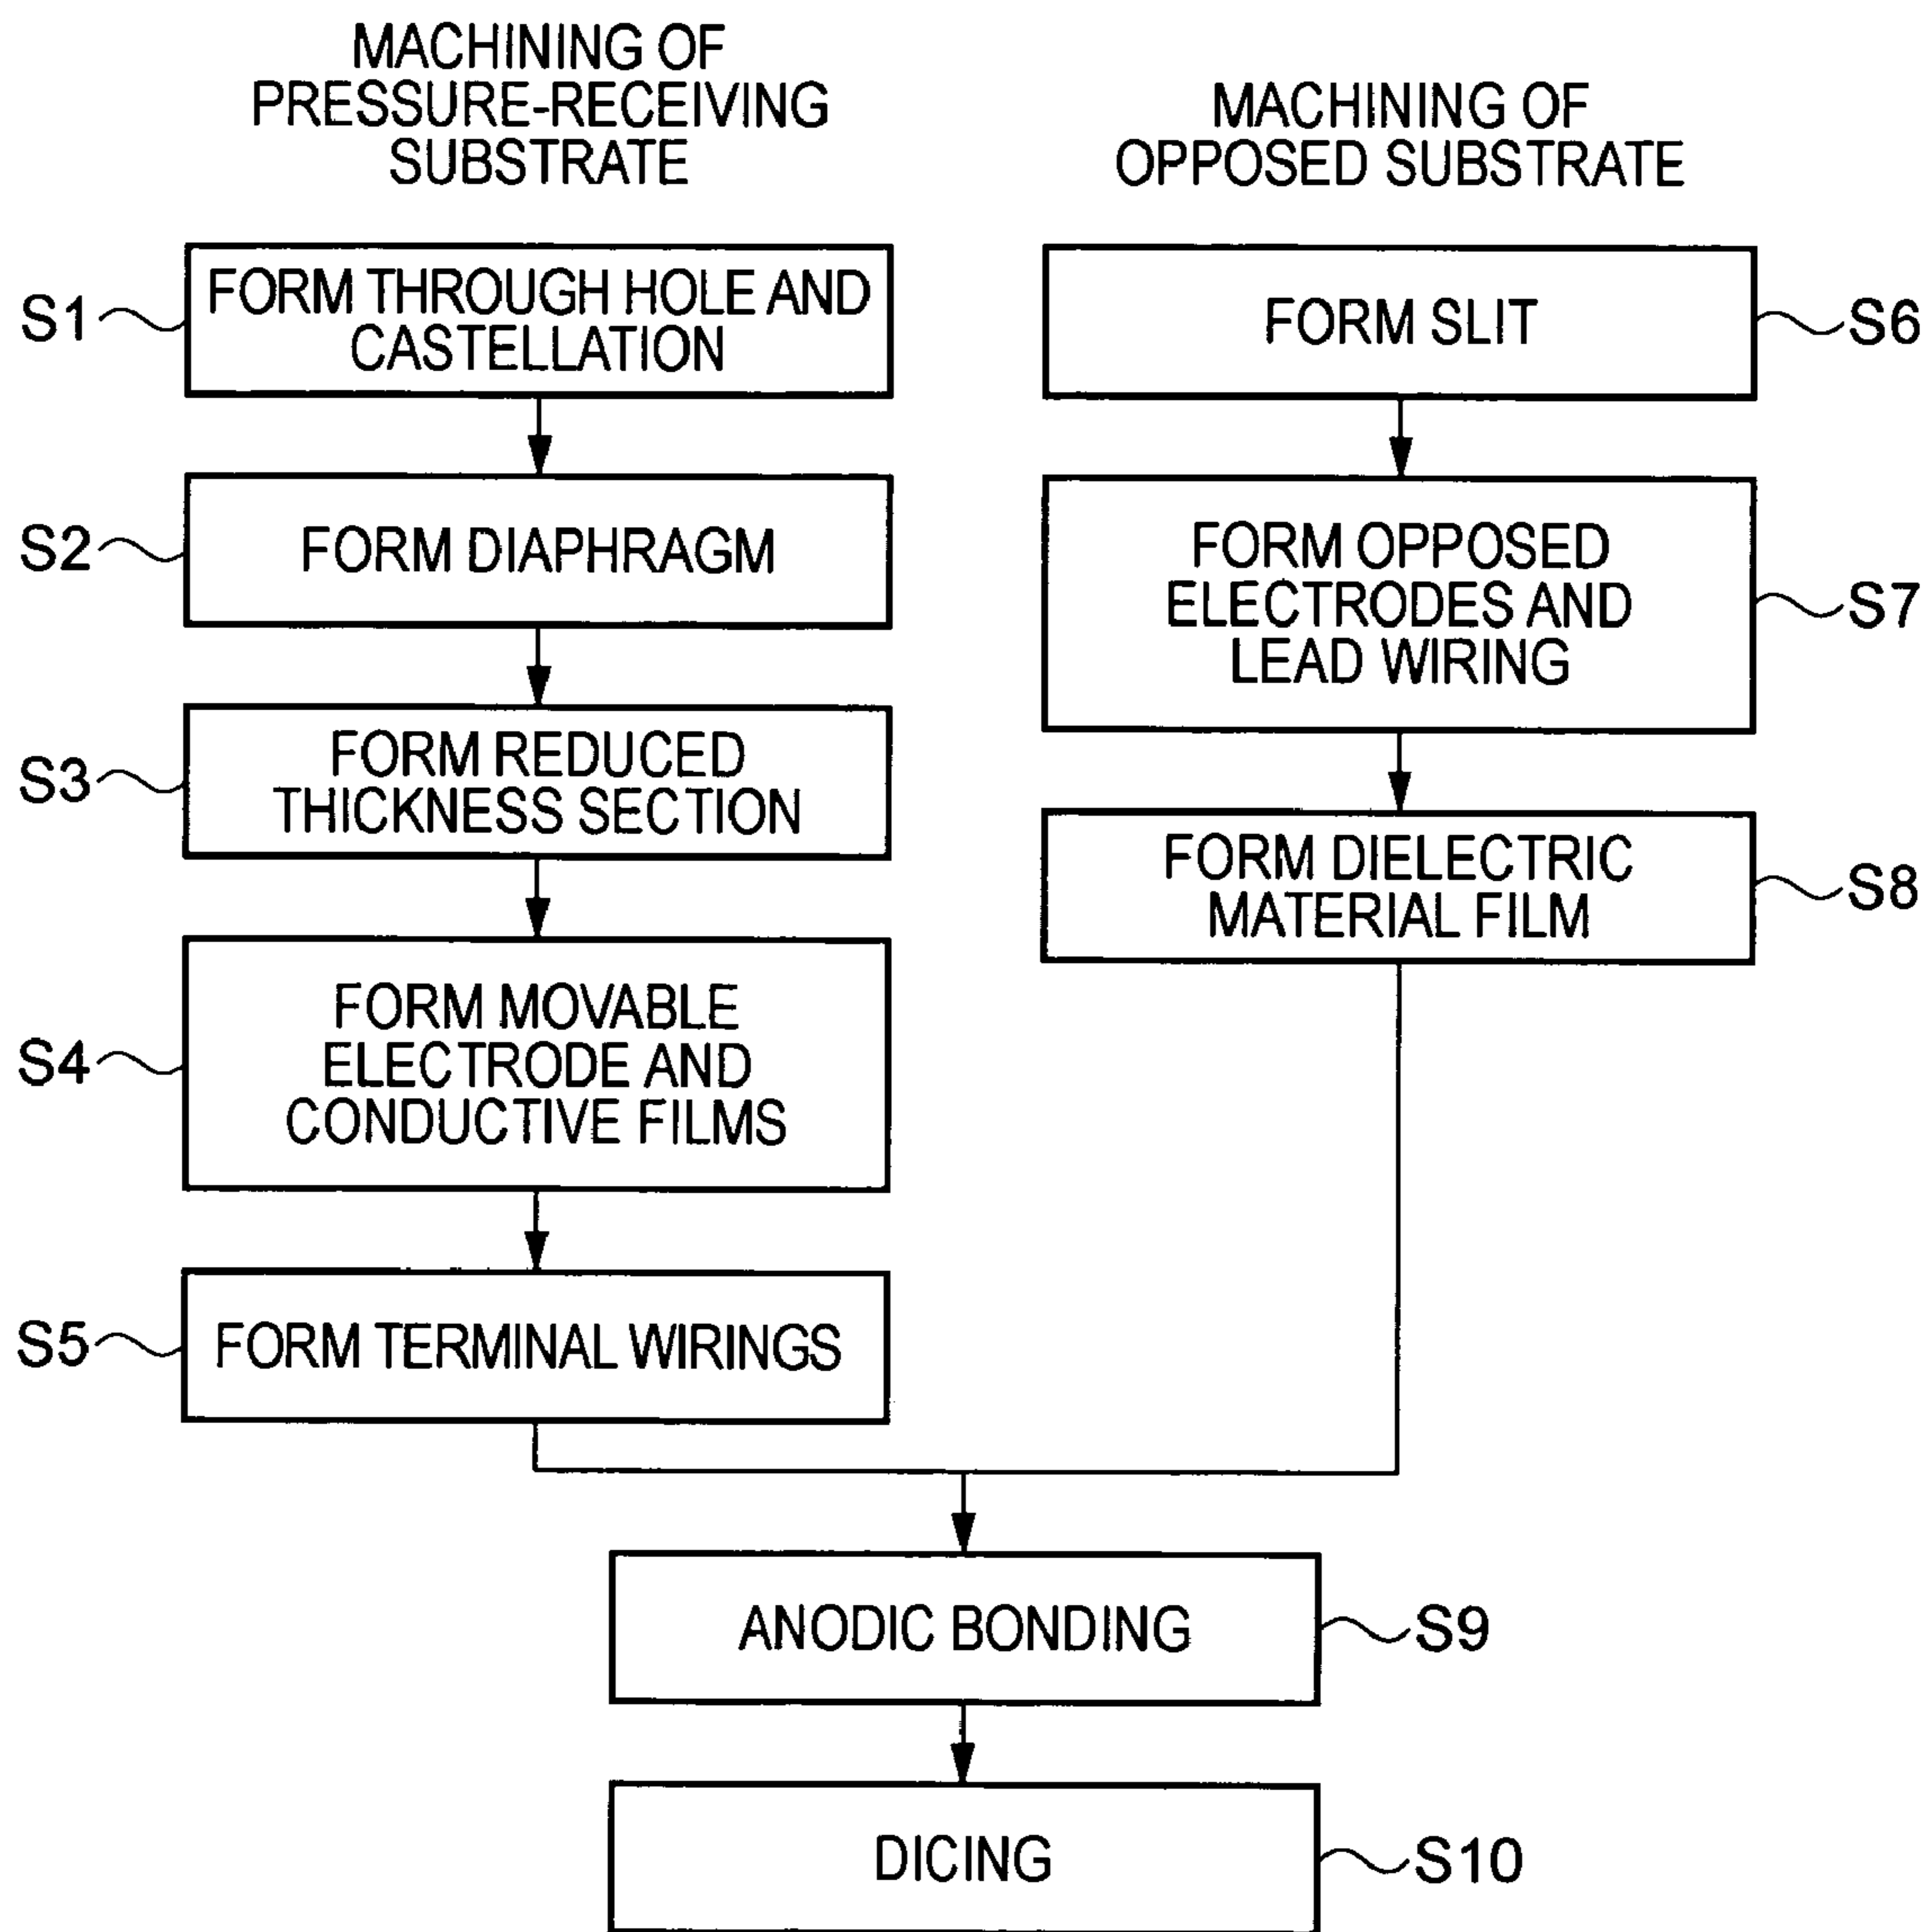 MACHINING OF
PRESSURE-RECEIVING
SUBSTRATE
S1
FORM THROUGH HOLE AND
CASTELLATION
S2
FORM DIAPHRAGM
S3
FORM REDUCED
THICKNESS SECTION
S4
FORM MOVABLE
ELECTRODE AND
CONDUCTIVE FILMS
S5
FORM TERMINAL WIRINGS
MACHINING OF
OPPOSED SUBSTRATE
FORM SLIT
S6
FORM OPPOSED
ELECTRODES AND
LEAD WIRING
S7
FORM DIELECTRIC
MATERIAL FILM
S8
ANODIC BONDING
S9
DICING
S10